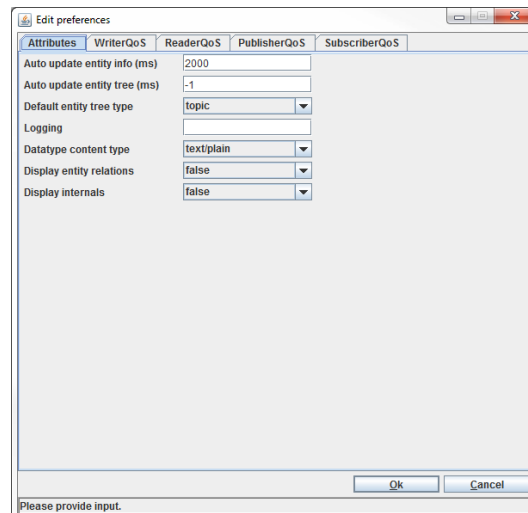 Edit preferences
Attributes WriterQoS ReaderQoS PublisherQoS SubscriberQoS
Auto update entity info (ms) 2000
Auto update entity tree (ms) -1
Default entity tree type topic
Logging
Datatype content type text/plain
Display entity relations false
Display internals false
Ok Cancel
Please provide input.